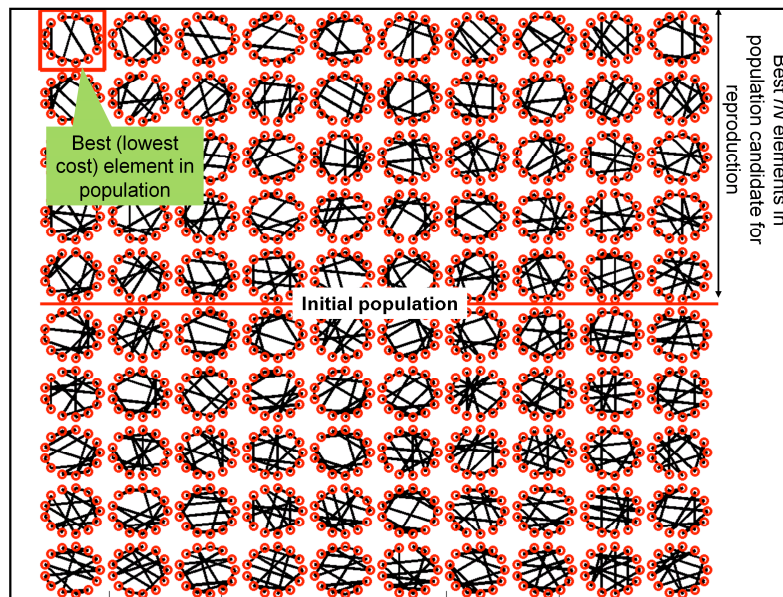 Best (lowest
cost) element in
population
Initial population
Best N elements in
population candidate for
reproduction